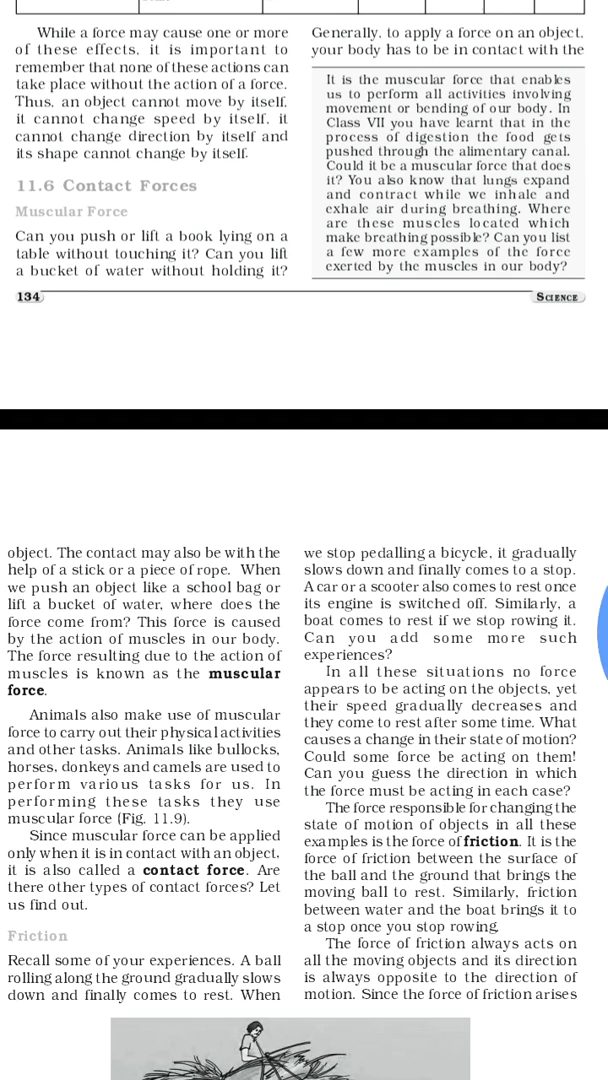 While a force may cause one or more
of these effects, it is important to
remember that none of these actions can
take place without the action of a force.
Thus, an object cannot move by itself,
it cannot change speed by itself, it
cannot change direction by itself and
its shape cannot change by itself.
11.6 Contact Forces
Muscular Force
Can you push or lift a book lying on a
table without touching it? Can you lift
a bucket of water without holding it?
Generally, to apply a force on an object,
your body has to be in contact with the
It is the muscular force that enables
us to perform all activities involving
movement or bending of our body. In
Class VII you have learnt that in the
process of digestion the food gets
pushed through the alimentary canal.
Could it be a muscular force that does
it? You also know that lungs expand
and contract while we inhale and
exhale air during breathing. Where
are these muscles located which
make breathing possible? Can you list
a few more examples of the force
exerted by the muscles in our body?
134
SCIENCE
object. The contact may also be with the
help of a stick or a piece of rope. When
we push an object like a school bag or
lift a bucket of water, where does the
force come from? This force is caused
by the action of muscles in our body.
The force resulting due to the action of
muscles is known as the muscular
force.
Animals also make use of muscular
force to carry out their physical activities
and other tasks. Animals like bullocks,
horses, donkeys and camels are used to
perform various tasks for us. In
performing these tasks they use
muscular force (Fig. 11.9).
Since muscular force can be applied
only when it is in contact with an object,
it is also called a contact force. Are
there other types of contact forces? Let
us find out.
Friction
Recall some of your experiences. A ball
rolling along the ground gradually slows
down and finally comes to rest. When
we stop pedalling a bicycle, it gradually
slows down and finally comes to a stop.
A car or a scooter also comes to rest once
its engine is switched off. Similarly, a
boat comes to rest if we stop rowing it.
Can you add some more such
experiences?
In all these situations no force
appears to be acting on the objects, yet
their speed gradually decreases and
they come to rest after some time. What
causes a change in their state of motion?
Could some force be acting on them!
Can you guess the direction in which
the force must be acting in each case?
The force responsible for changing the
state of motion of objects in all these
examples is the force of friction. It is the
force of friction between the surface of
the ball and the ground that brings the
moving ball to rest. Similarly, friction
between water and the boat brings it to
a stop once you stop rowing.
The force of friction always acts on
all the moving objects and its direction
is always opposite to the direction of
motion. Since the force of friction arises